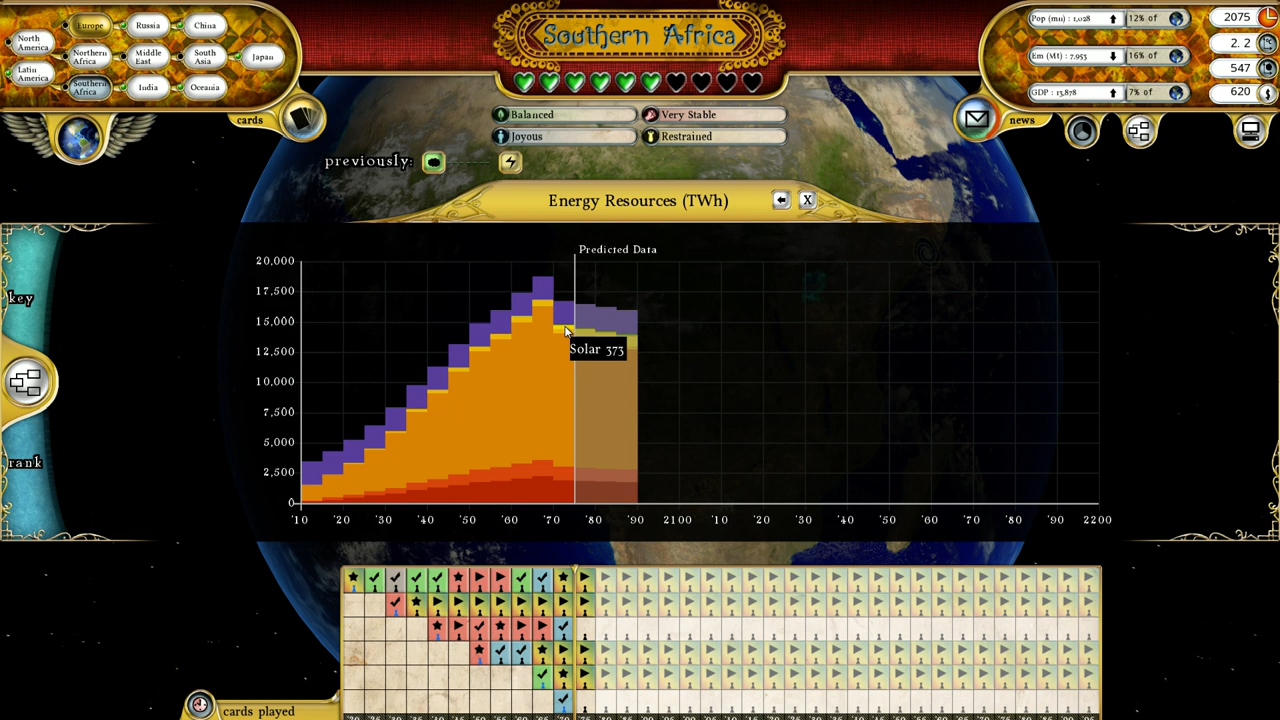 Southern Africa
North America
Europe
Russia
China
Northern Africa
Middle East
South Asia
Japan
Latin America
Southern Africa
India
Oceania
cards
Pop (mn) : 1,028
12% of
2075
Em (Mt) : 7,953
16% of
2. 2
547
GDP : 13,878
7% of
620
news
Balanced
Very Stable
Joyous
Restrained
previously:
Energy Resources (TWh)
X
Predicted Data
key
rank
20,000
17,500
15,000
12,500
10,000
7,500
5,000
2,500
0
Solar 373
'10 '20 '30 '40 '50 '60 '70 '80 '90 2100 '10 '20 '30 '40 '50 '60 '70 '80 '90 2200
cards played